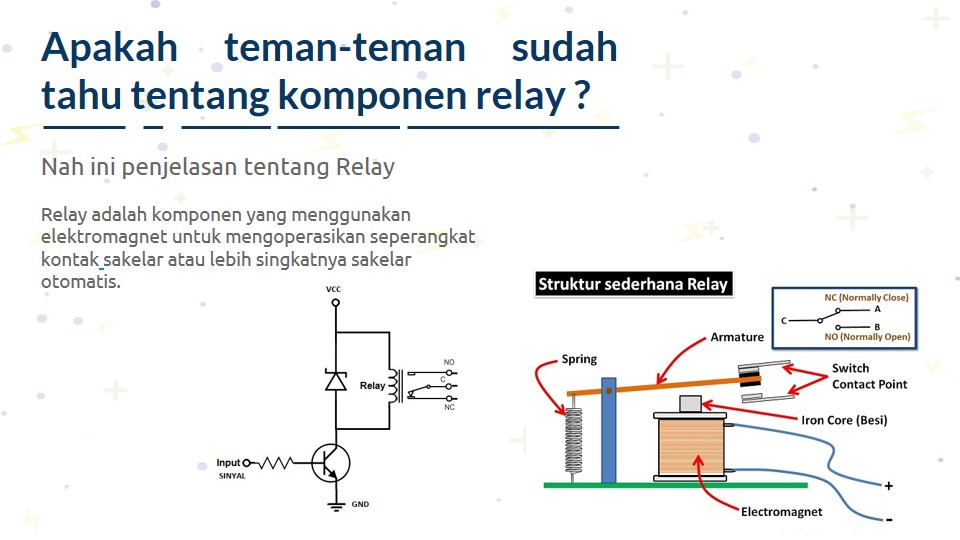 Apakah teman-teman sudah
tahu tentang komponen relay ?
Nah ini penjelasan tentang Relay
Relay adalah komponen yang menggunakan
elektromagnet untuk mengoperasikan seperangkat
kontak sakelar atau lebih singkatnya sakelar
otomatis.
VCC
NO
Relay
C
NC
Input
SINYAL
GND
Struktur sederhana Relay
NC (Normally Close)
A
C
B
NO (Normally Open)
Armature
Spring
Switch
Contact Point
Iron Core (Besi)
+
Electromagnet
-